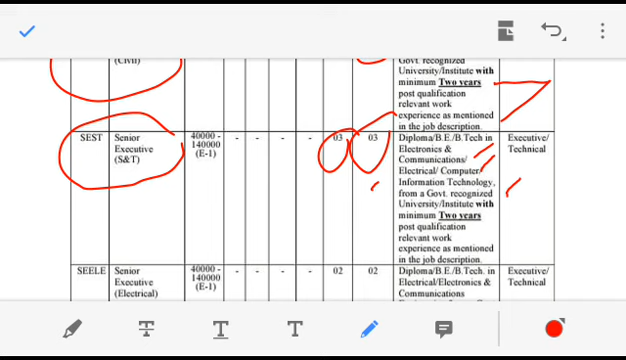 (Civil)
Govt. recognized
University/Institute with
minimum Two years
post qualification
relevant work
experience as mentioned
in the job description.
SEST Senior Executive (S&T) 40000 - 140000 (E-1) - - - - 03 03 Diploma/B.E/B.Tech in Executive/ Technical
Electronics &
Communications/
Electrical/ Computer/
Information Technology,
from a Govt. recognized
University/Institute with
minimum Two years
post qualification
relevant work
experience as mentioned
in the job description.
SEELE Senior Executive (Electrical) 40000 - 140000 (E-1) - - - - 02 02 Diploma/B.E/B.Tech. in Executive/ Technical
Electrical/Electronics &
Communications